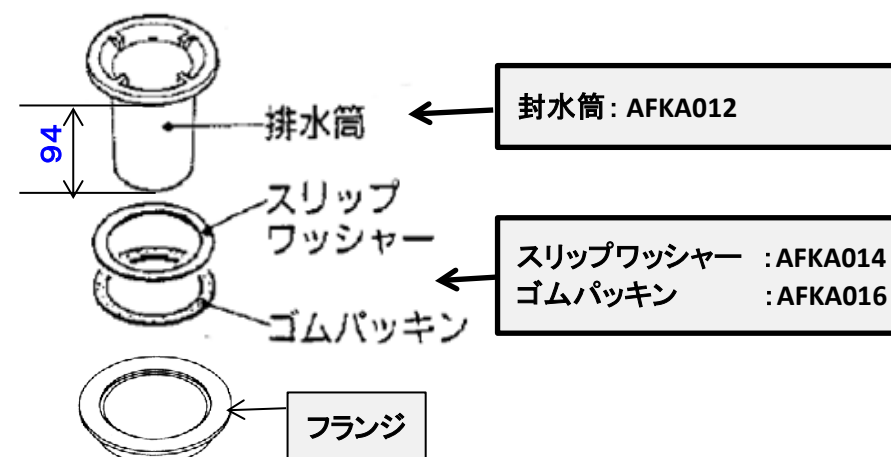 94
排水筒
封水筒: AFKA012
スリップ
ワッシャー
スリップワッシャー :AFKA014
ゴムパッキン :AFKA016
ゴムパッキン
フランジ